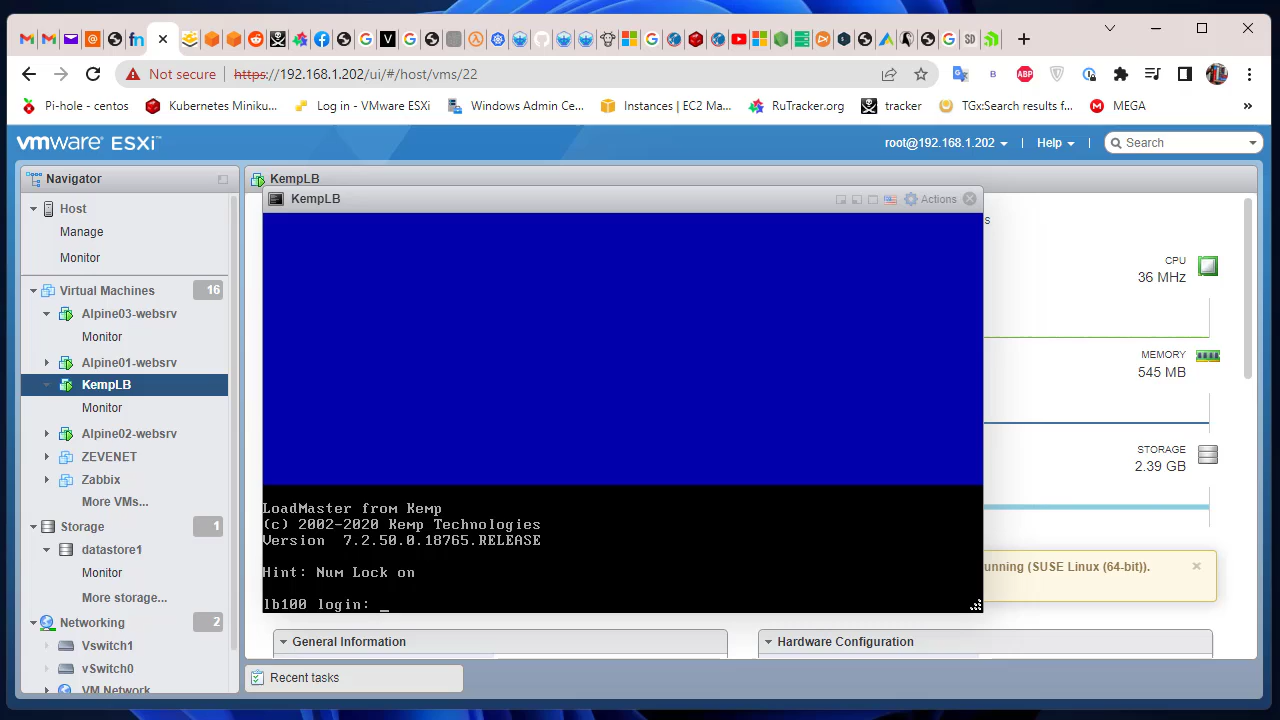 fn
V
SD
Not secure
https://192.168.1.202/ui/#/host/vms/22
B
ABP
Pi-hole - centos
Kubernetes Miniku...
Log in - VMware ESXi
Windows Admin Ce...
Instances | EC2 Ma...
RuTracker.org
tracker
TGx:Search results f...
MEGA
»
vmware ESXi™
root@192.168.1.202
Help
Search
Navigator
KempLB
Host
Manage
Monitor
Virtual Machines
16
Alpine03-websrv
Monitor
Alpine01-websrv
KempLB
Monitor
Alpine02-websrv
ZEVENET
Zabbix
More VMs...
Storage
1
datastore1
Monitor
More storage...
Networking
2
Vswitch1
vSwitch0
VM Network
KempLB
Actions
LoadMaster from Kemp
(c) 2002-2020 Kemp Technologies
Version 7.2.50.0.18765.RELEASE
Hint: Num Lock on
lb100 login: _
s
CPU
36 MHz
MEMORY
545 MB
STORAGE
2.39 GB
unning (SUSE Linux (64-bit)).
General Information
Hardware Configuration
Recent tasks